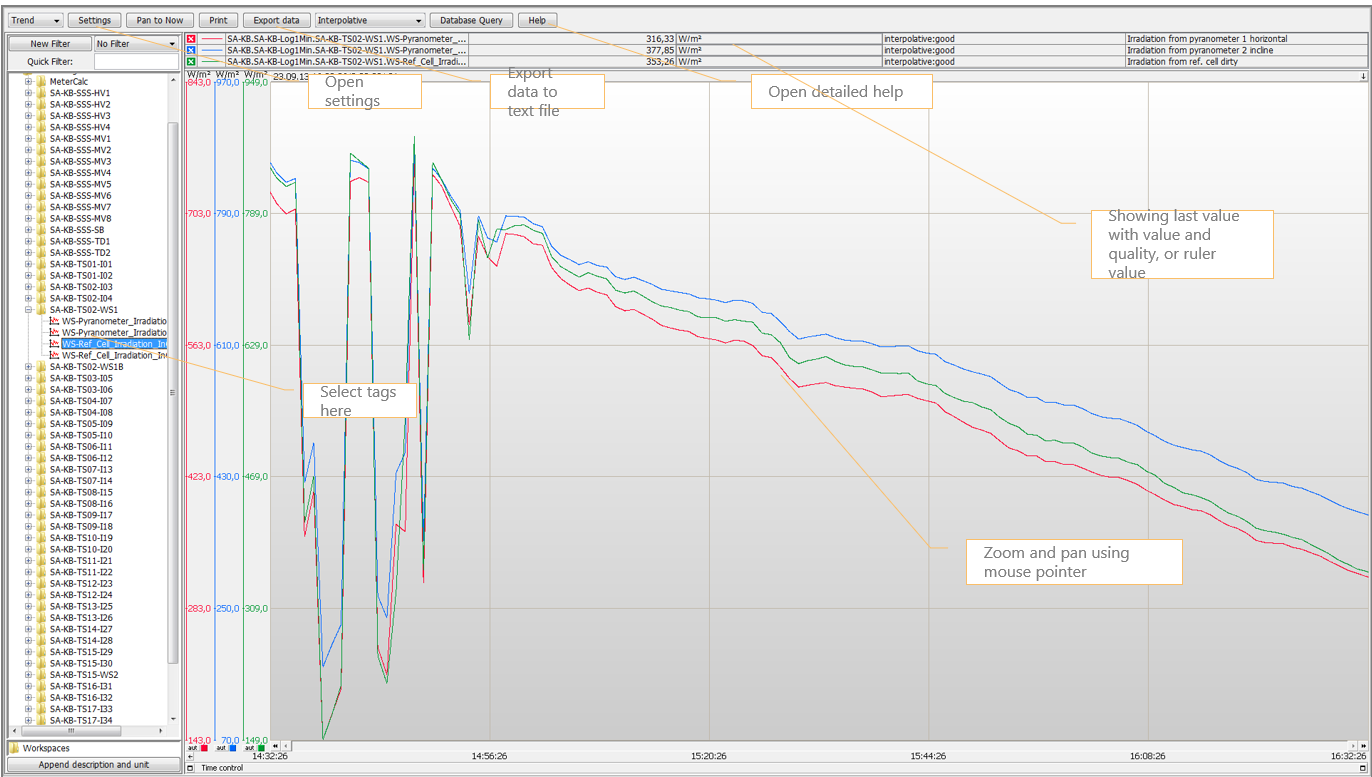 Trend Settings Pan to Now Print Export data Interpolative Database Query Help
New Filter No Filter
Quick Filter:
SA-KB.SA-KB-Log1Min.SA-KB-TS02-WS1.WS-Pyranometer_... 316,33 W/m² interpolative:good Irradiation from pyranometer 1 horizontal
SA-KB.SA-KB-Log1Min.SA-KB-TS02-WS1.WS-Pyranometer_... 377,85 W/m² interpolative:good Irradiation from pyranometer 2 incline
SA-KB.SA-KB-Log1Min.SA-KB-TS02-WS1.WS-Ref_Cell_Irradi... 353,26 W/m² interpolative:good Irradiation from ref. cell dirty
MeterCalc
SA-KB-SSS-HV1
SA-KB-SSS-HV2
SA-KB-SSS-HV3
SA-KB-SSS-HV4
SA-KB-SSS-MV1
SA-KB-SSS-MV2
SA-KB-SSS-MV3
SA-KB-SSS-MV4
SA-KB-SSS-MV5
SA-KB-SSS-MV6
SA-KB-SSS-MV7
SA-KB-SSS-MV8
SA-KB-SSS-SB
SA-KB-SSS-TD1
SA-KB-SSS-TD2
SA-KB-TS01-I01
SA-KB-TS01-I02
SA-KB-TS02-I03
SA-KB-TS02-I04
SA-KB-TS02-WS1
WS-Pyranometer_Irradiatio
WS-Pyranometer_Irradiatio
WS-Ref_Cell_Irradiation_In
WS-Ref_Cell_Irradiation_In
SA-KB-TS02-WS1B
SA-KB-TS03-I05
SA-KB-TS03-I06
SA-KB-TS04-I07
SA-KB-TS04-I08
SA-KB-TS05-I09
SA-KB-TS05-I10
SA-KB-TS06-I11
SA-KB-TS06-I12
SA-KB-TS07-I13
SA-KB-TS07-I14
SA-KB-TS08-I15
SA-KB-TS08-I16
SA-KB-TS09-I17
SA-KB-TS09-I18
SA-KB-TS10-I19
SA-KB-TS10-I20
SA-KB-TS11-I21
SA-KB-TS11-I22
SA-KB-TS12-I23
SA-KB-TS12-I24
SA-KB-TS13-I25
SA-KB-TS13-I26
SA-KB-TS14-I27
SA-KB-TS14-I28
SA-KB-TS15-I29
SA-KB-TS15-I30
SA-KB-TS15-WS2
SA-KB-TS16-I31
SA-KB-TS16-I32
SA-KB-TS17-I33
SA-KB-TS17-I34
Workspaces
Append description and unit
W/m² W/m² W/m² 23.09.13
843,0 970,0 949,0
703,0 790,0 789,0
563,0 610,0 629,0
423,0 430,0 469,0
283,0 250,0 309,0
143,0 70,0 149,0
aut aut aut
14:32:26 14:56:26 15:20:26 15:44:26 16:08:26 16:32:26
Time control
Open
settings
Export
data to
text file
Open detailed help
Showing last value
with value and
quality, or ruler
value
Select tags
here
Zoom and pan using
mouse pointer